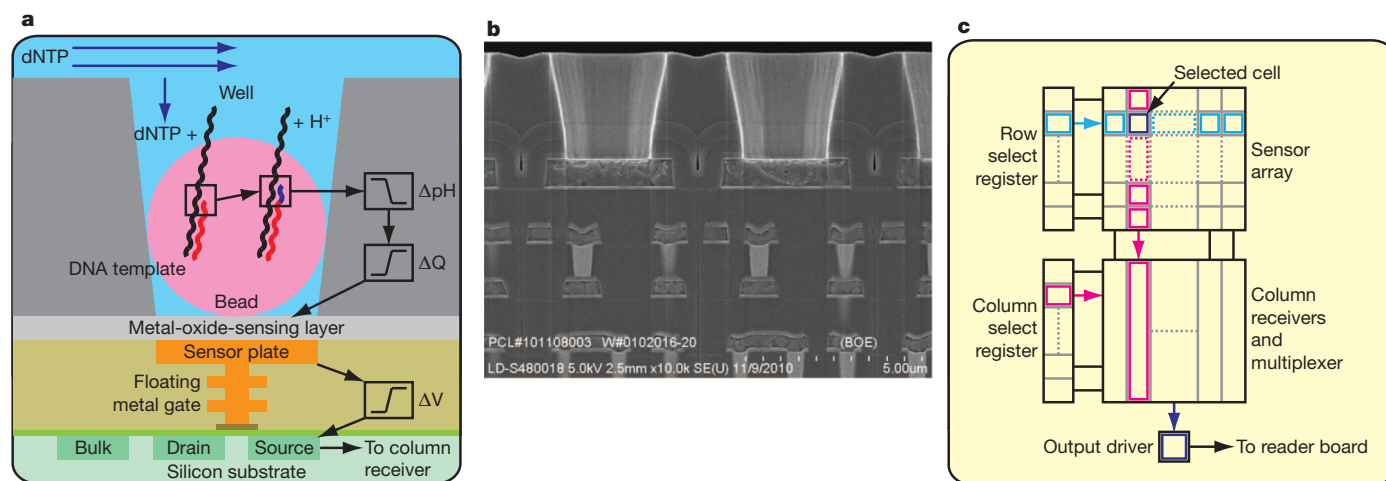 a
dNTP
Well
dNTP +
+ H⁺
ΔpH
ΔQ
DNA template
Bead
Metal-oxide-sensing layer
Sensor plate
Floating
metal gate
ΔV
Bulk
Drain
Source
To column
receiver
Silicon substrate
b
PCL#101108003 W#0102016-20 (BOE)
LD-S480018 5.0kV 2.5mm x10.0k SE(U) 11/9/2010 5.00um
c
Selected cell
Row
select
register
Sensor
array
Column
select
register
Column
receivers
and
multiplexer
Output driver
To reader board